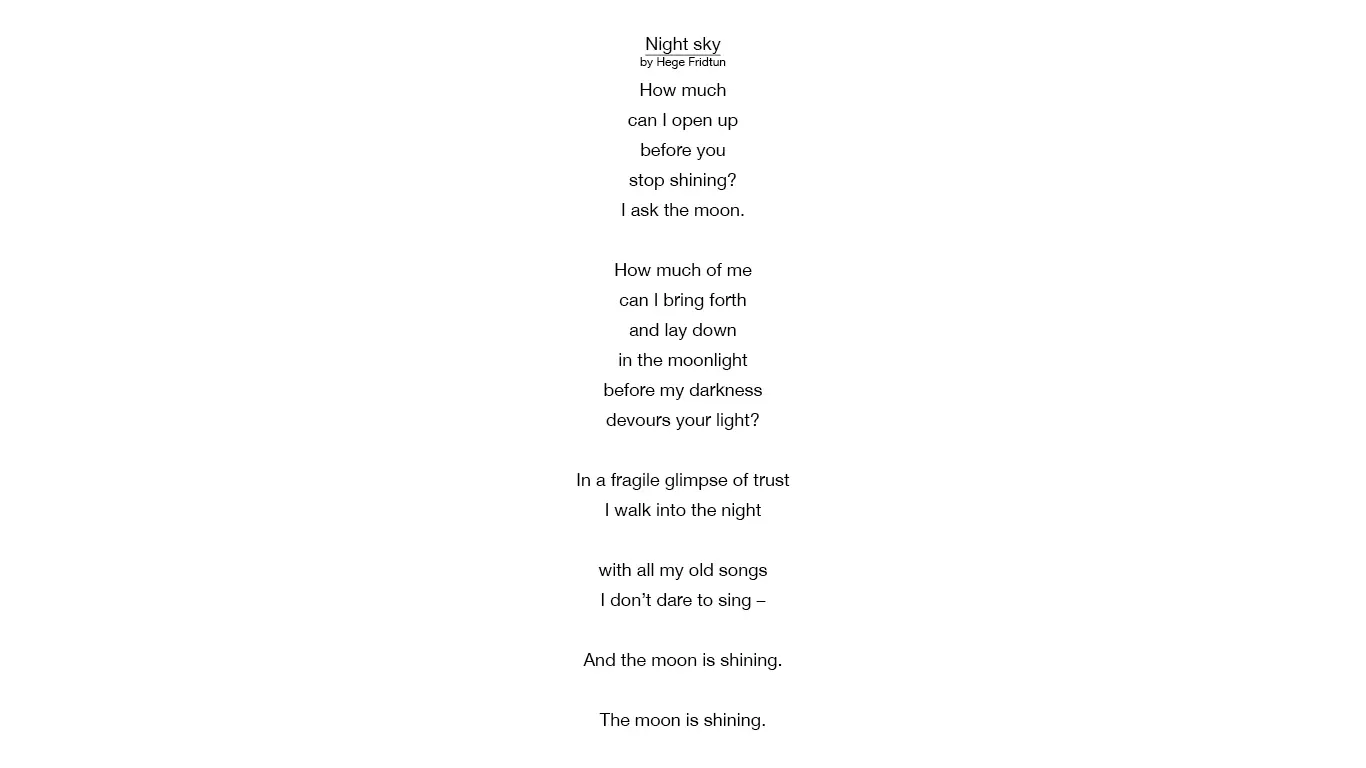 Night sky
by Hege Fridtun
How much
can I open up
before you
stop shining?
I ask the moon.
How much of me
can I bring forth
and lay down
in the moonlight
before my darkness
devours your light?
In a fragile glimpse of trust
I walk into the night
with all my old songs
I don’t dare to sing –
And the moon is shining.
The moon is shining.